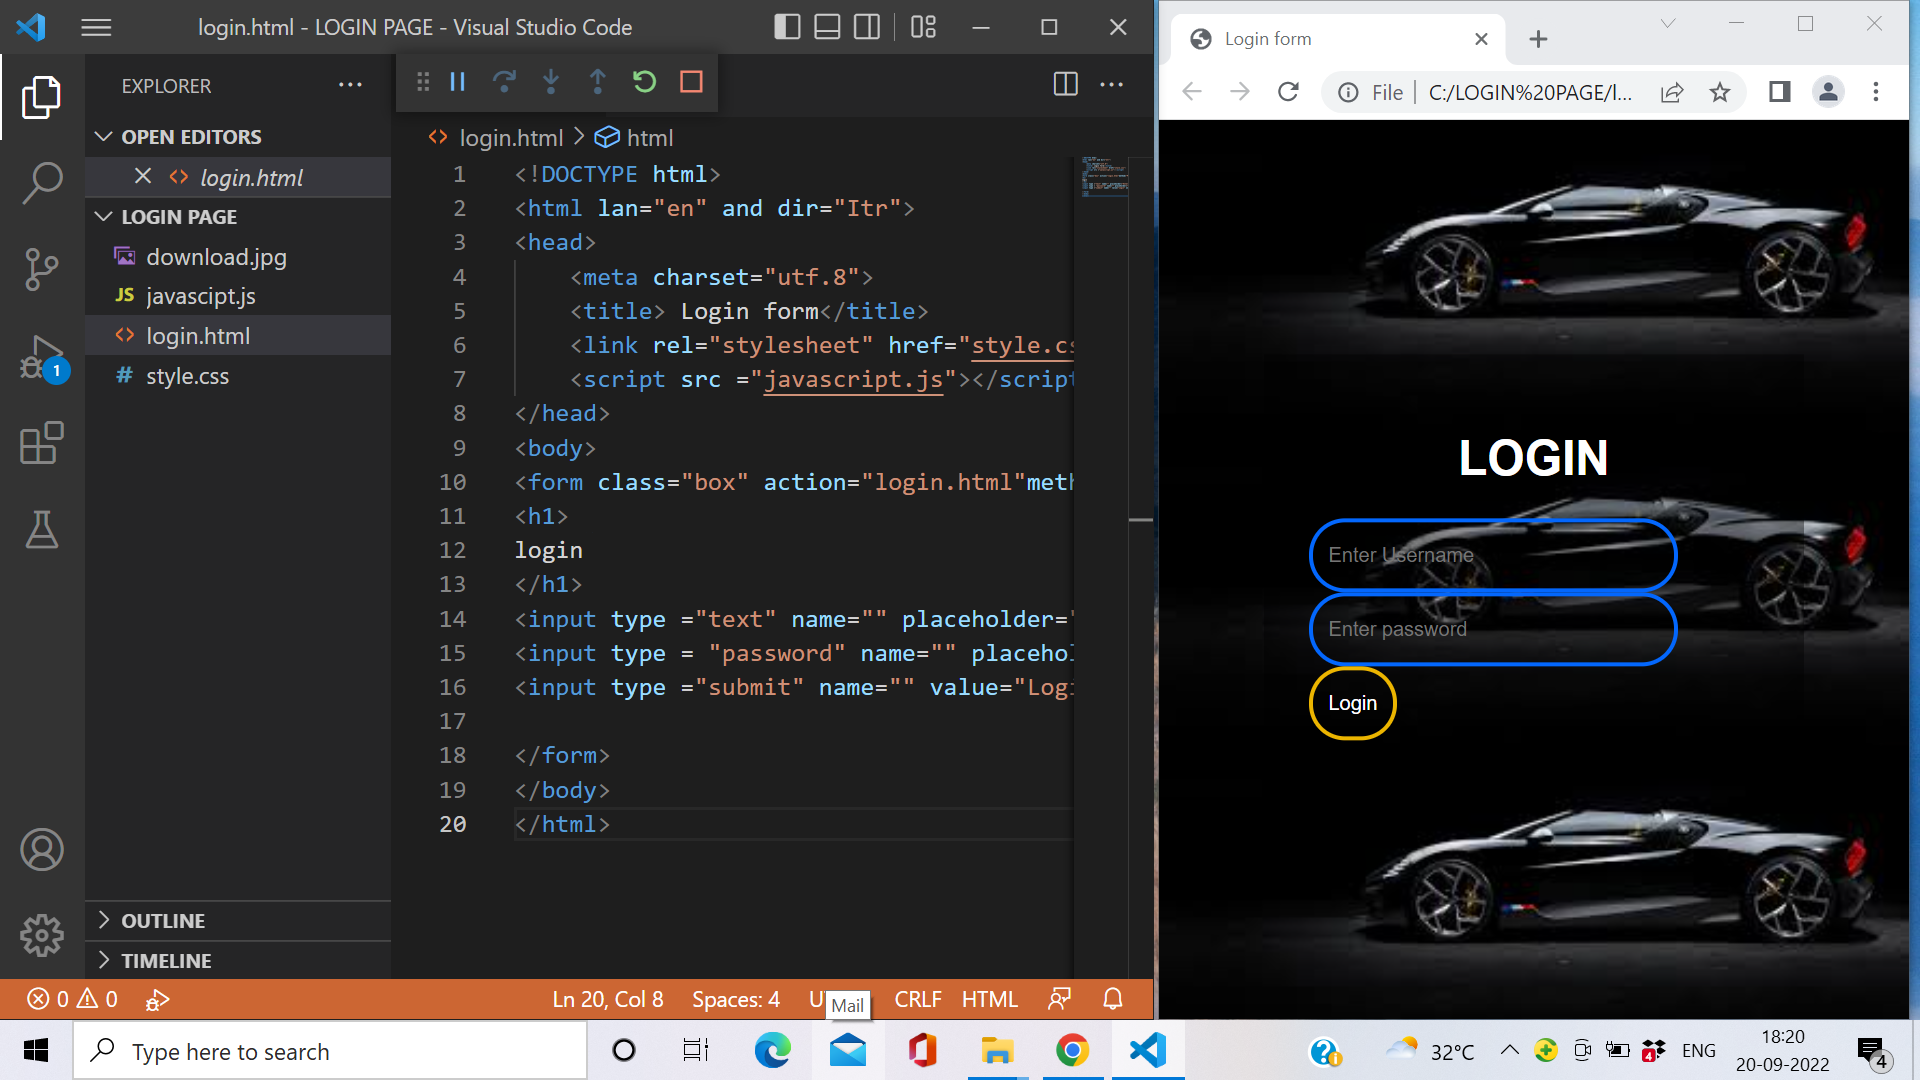 login.html - LOGIN PAGE - Visual Studio Code
EXPLORER
OPEN EDITORS
login.html
LOGIN PAGE
download.jpg
JS javascipt.js
login.html
# style.css
1
OUTLINE
TIMELINE
login.html > html
1 <!DOCTYPE html>
2 <html lan="en" and dir="Itr">
3 <head>
4 <meta charset="utf.8">
5 <title> Login form</title>
6 <link rel="stylesheet" href="style.cs
7 <script src ="javascript.js"></script
8 </head>
9 <body>
10 <form class="box" action="login.html"meth
11 <h1>
12 login
13 </h1>
14 <input type ="text" name="" placeholder="
15 <input type = "password" name="" placehol
16 <input type ="submit" name="" value="Logi
17
18 </form>
19 </body>
20 </html>
0 0 Ln 20, Col 8 Spaces: 4 CRLF HTML
Mail
Login form
File C:/LOGIN%20PAGE/l...
LOGIN
Enter Username
Enter password
Login
Type here to search
32°C
4
ENG
18:20
20-09-2022
4